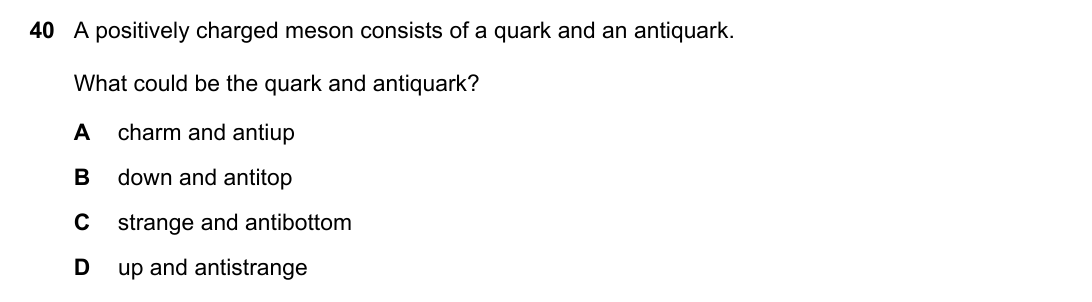 40 A positively charged meson consists of a quark and an antiquark.
What could be the quark and antiquark?
A charm and antiup
B down and antitop
C strange and antibottom
D up and antistrange